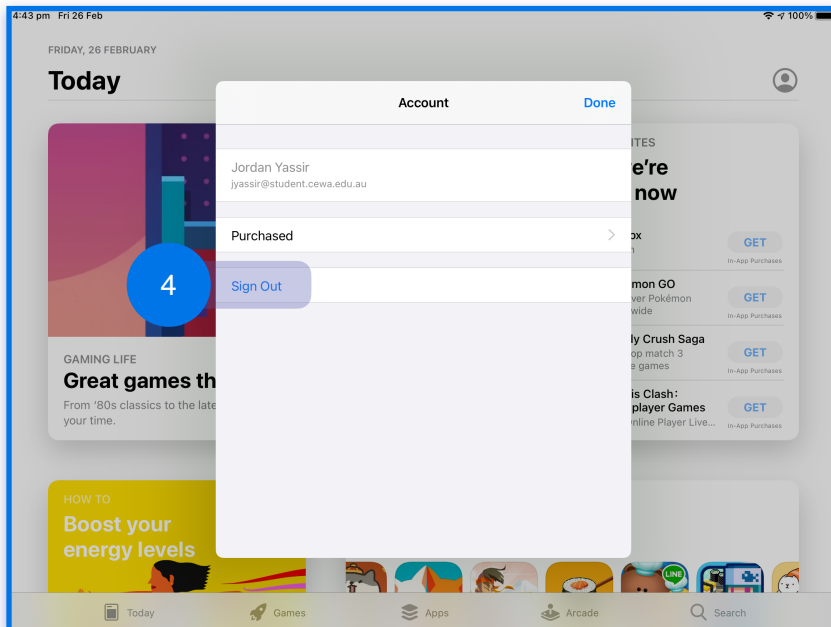 4:43 pm Fri 26 Feb
100%
FRIDAY, 26 FEBRUARY
Today
Account
Done
Jordan Yassir
jyassir@student.cewa.edu.au
Purchased
4
Sign Out
GAMING LIFE
Great games th
From ‘80s classics to the late
your time.
ITES
e’re
now
ox
GET
In-App Purchases
mon GO
ver Pokémon
wide
GET
In-App Purchases
ly Crush Saga
op match 3
e games
GET
In-App Purchases
is Clash:
player Games
nline Player Live...
GET
In-App Purchases
HOW TO
Boost your
energy levels
LINE
Today
Games
Apps
Arcade
Search